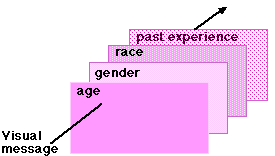 past experience
race
gender
age
Visual
message